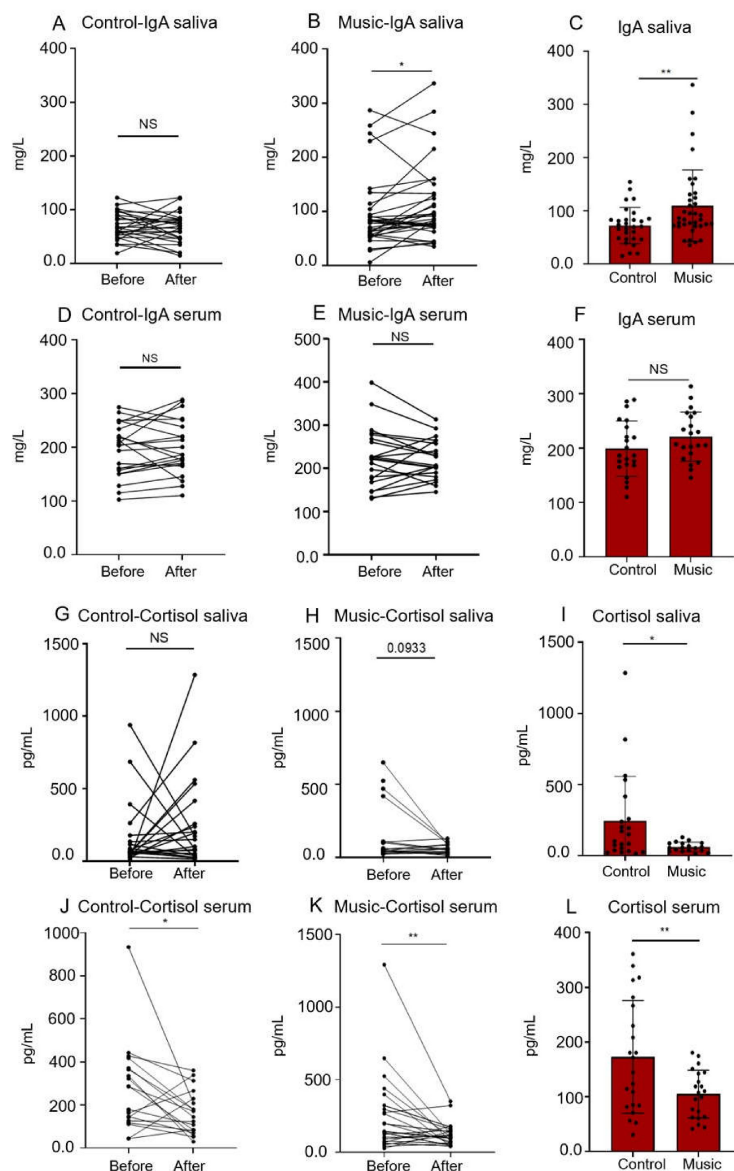 A Control-IgA saliva
mg/L
400
300
200
100
0.0
NS
Before After
B Music-IgA saliva
mg/L
400
300
200
100
0.0
*
Before After
C IgA saliva
mg/L
400
300
200
100
0.0
**
Control Music
D Control-IgA serum
mg/L
400
300
200
100
0.0
NS
Before After
E Music-IgA serum
mg/L
500
400
300
200
100
0.0
NS
Before After
F IgA serum
mg/L
400
300
200
100
0.0
NS
Control Music
G Control-Cortisol saliva
pg/mL
1500
1000
500
0.0
NS
Before After
H Music-Cortisol saliva
pg/mL
1500
1000
500
0.0
0.0933
Before After
I Cortisol saliva
pg/mL
1500
1000
500
0.0
*
Control Music
J Control-Cortisol serum
pg/mL
1000
800
600
400
200
0.0
*
Before After
K Music-Cortisol serum
pg/mL
1500
1000
500
0.0
**
Before After
L Cortisol serum
pg/mL
400
300
200
100
0.0
**
Control Music